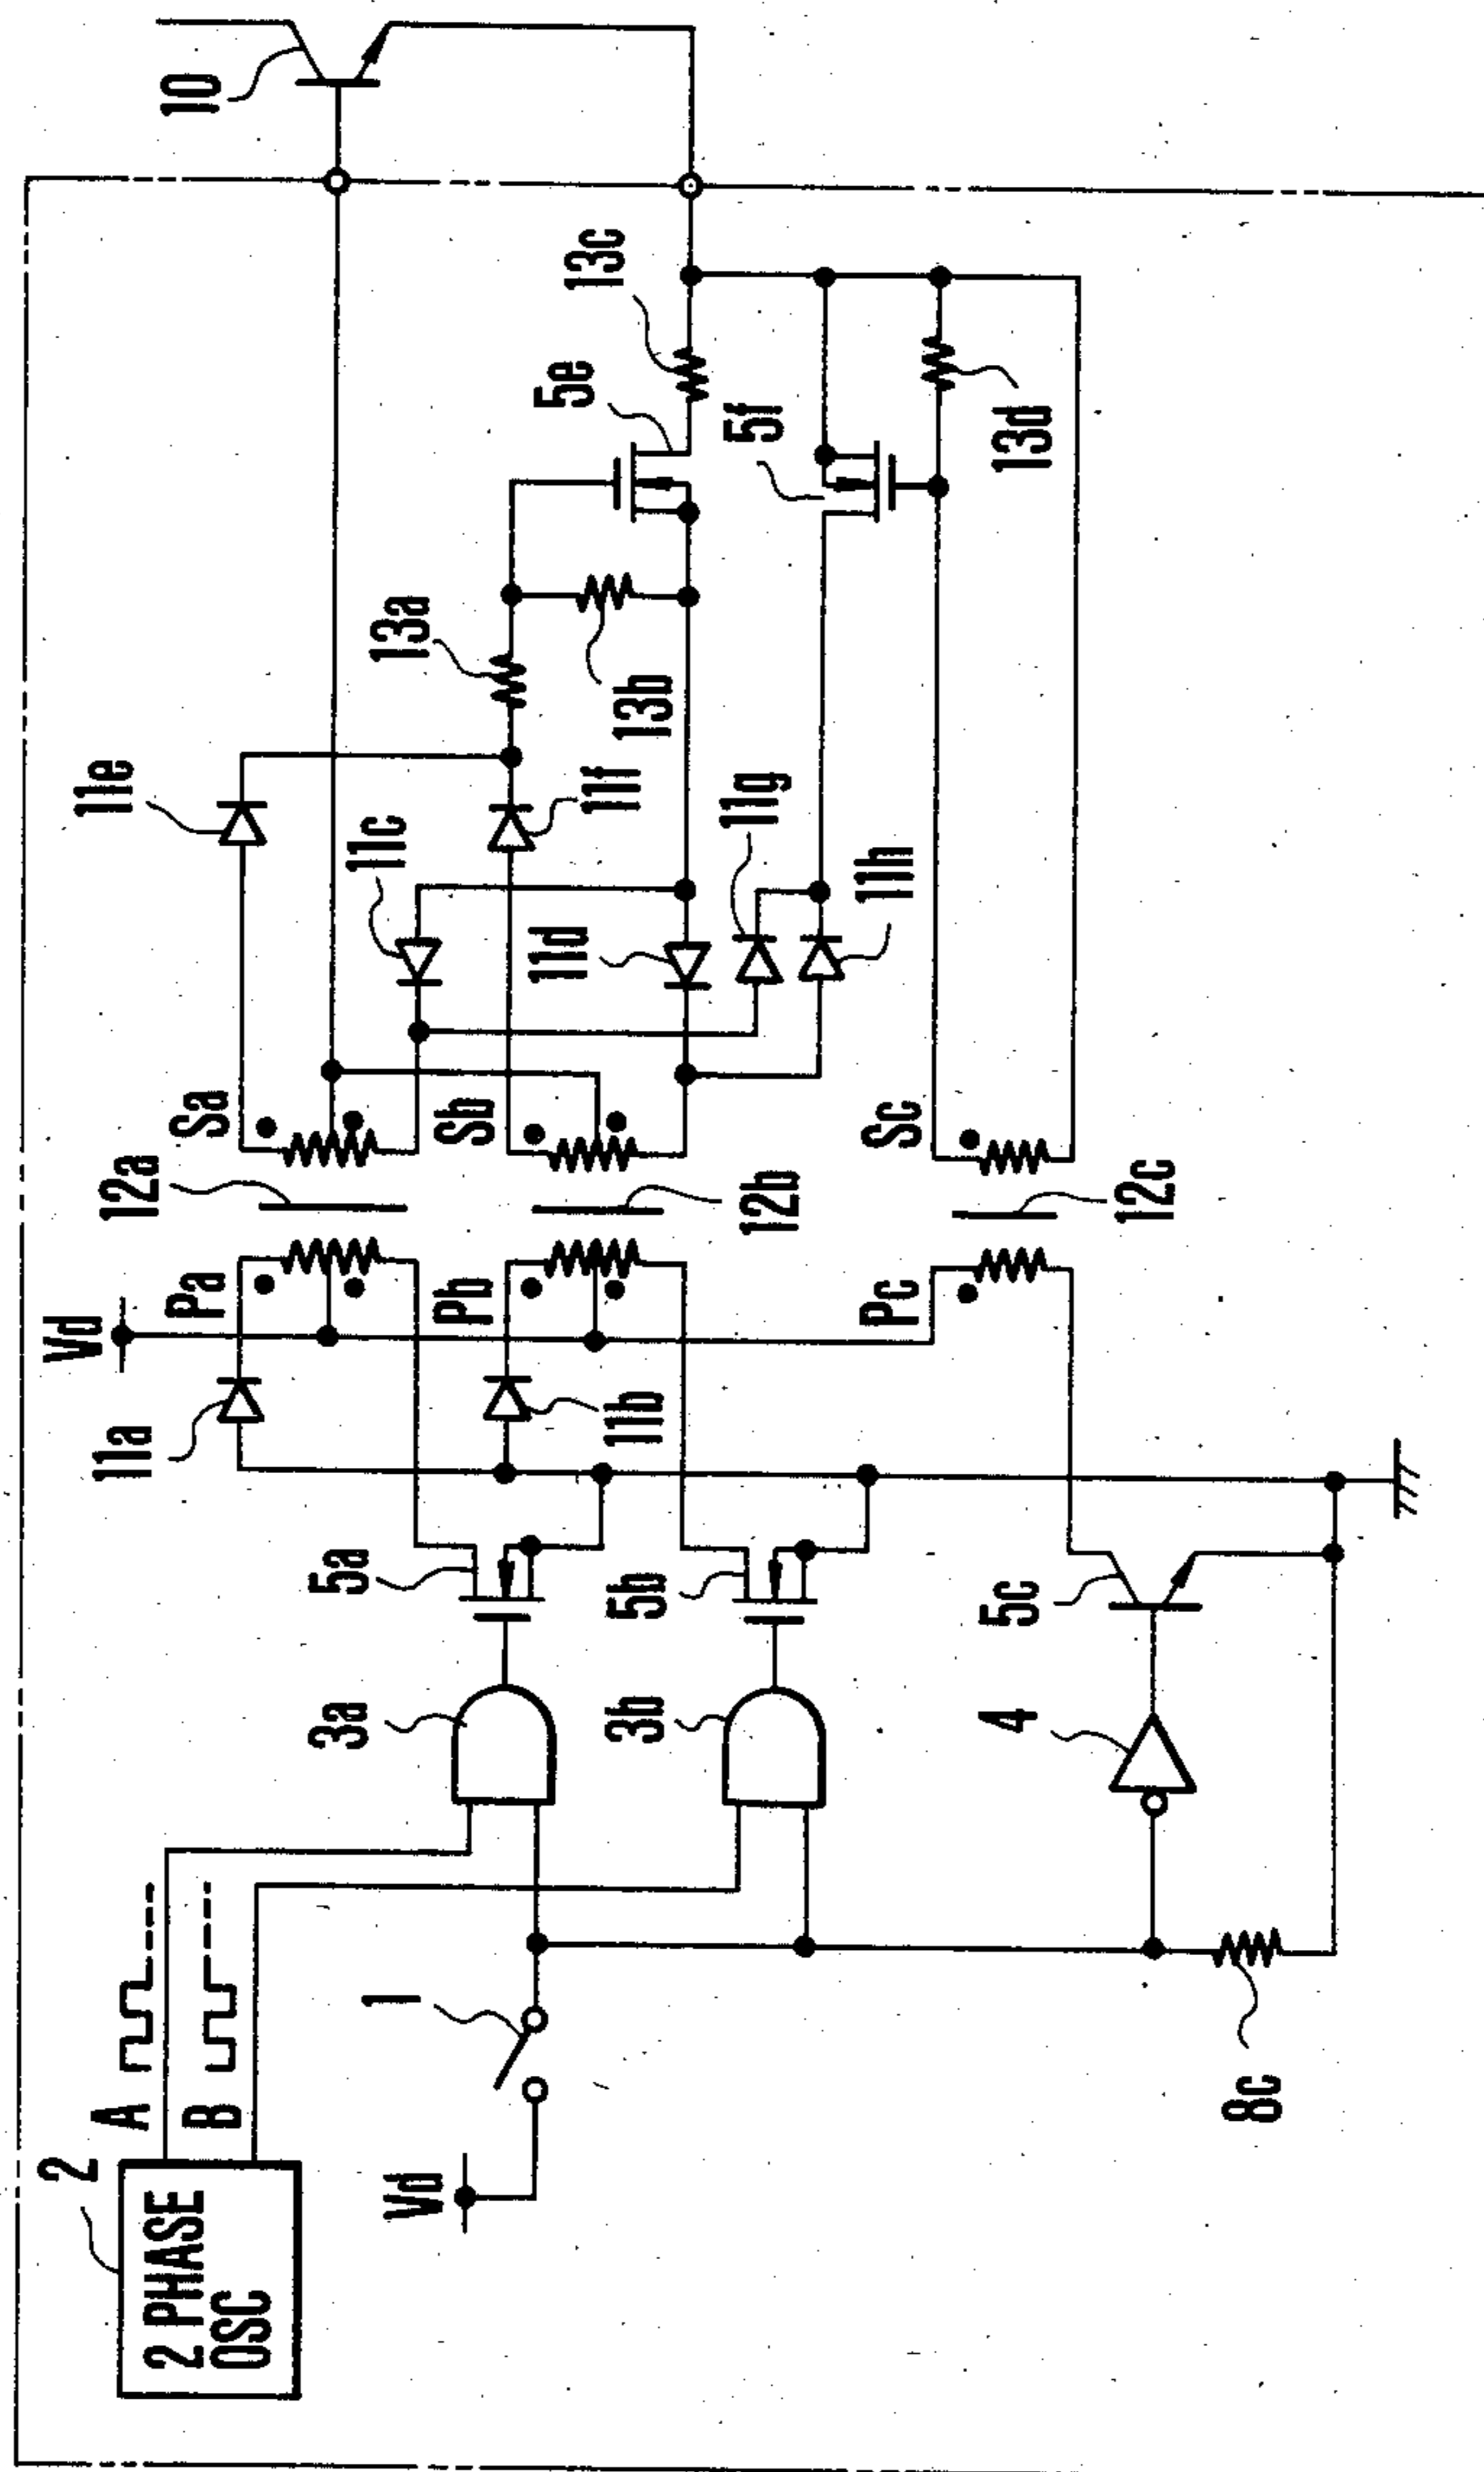 2
2 PHASE
OSC
A
B
Vd
1
3a
3b
4
8c
5a
5b
5c
Vd
11a
11b
Pa
Pb
Pc
12a
12b
12c
Sa
Sb
Sc
11e
11c
11f
11d
11g
11h
13a
13b
5e
5f
13c
13d
10